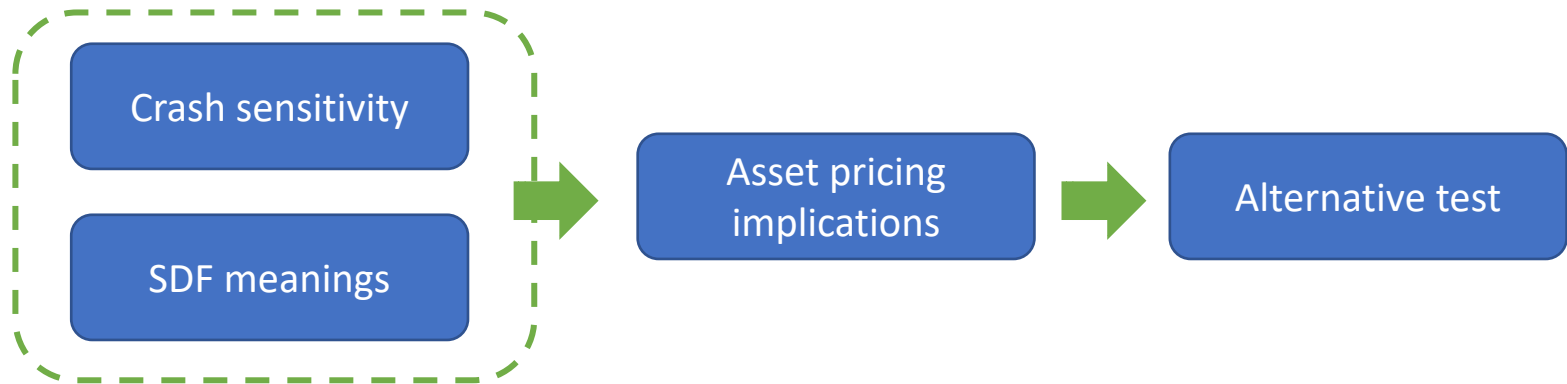 Crash sensitivity
SDF meanings
Asset pricing
implications
Alternative test